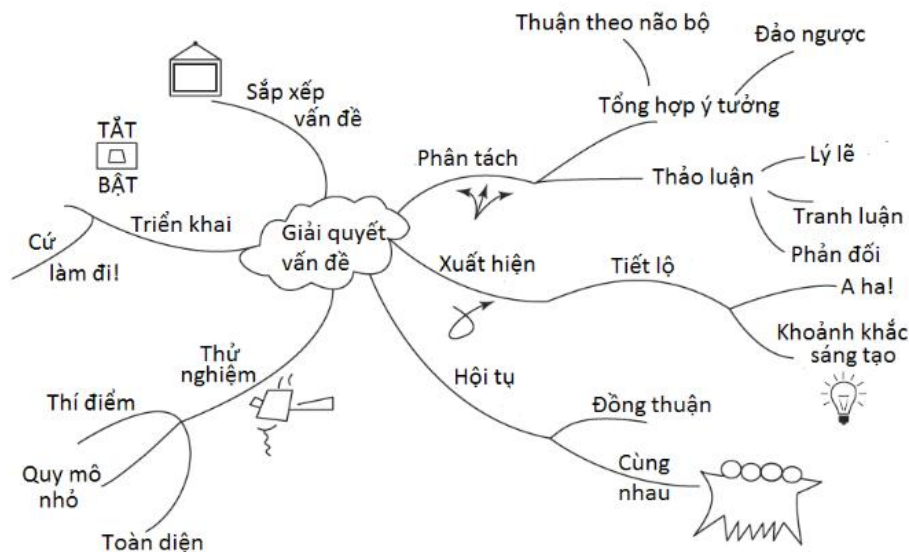 Thuận theo não bộ
Đảo ngược
Sắp xếp
vấn đề
Tổng hợp ý tưởng
TẮT
BẬT
Phân tách
Lý lẽ
Thảo luận
Tranh luận
Phản đối
Triển khai
Giải quyết
vấn đề
Cứ
làm đi!
Xuất hiện
Tiết lộ
A ha!
Khoảnh khắc
sáng tạo
Thử
nghiệm
Hội tụ
Thí điểm
Đồng thuận
Quy mô
nhỏ
Cùng
nhau
Toàn diện